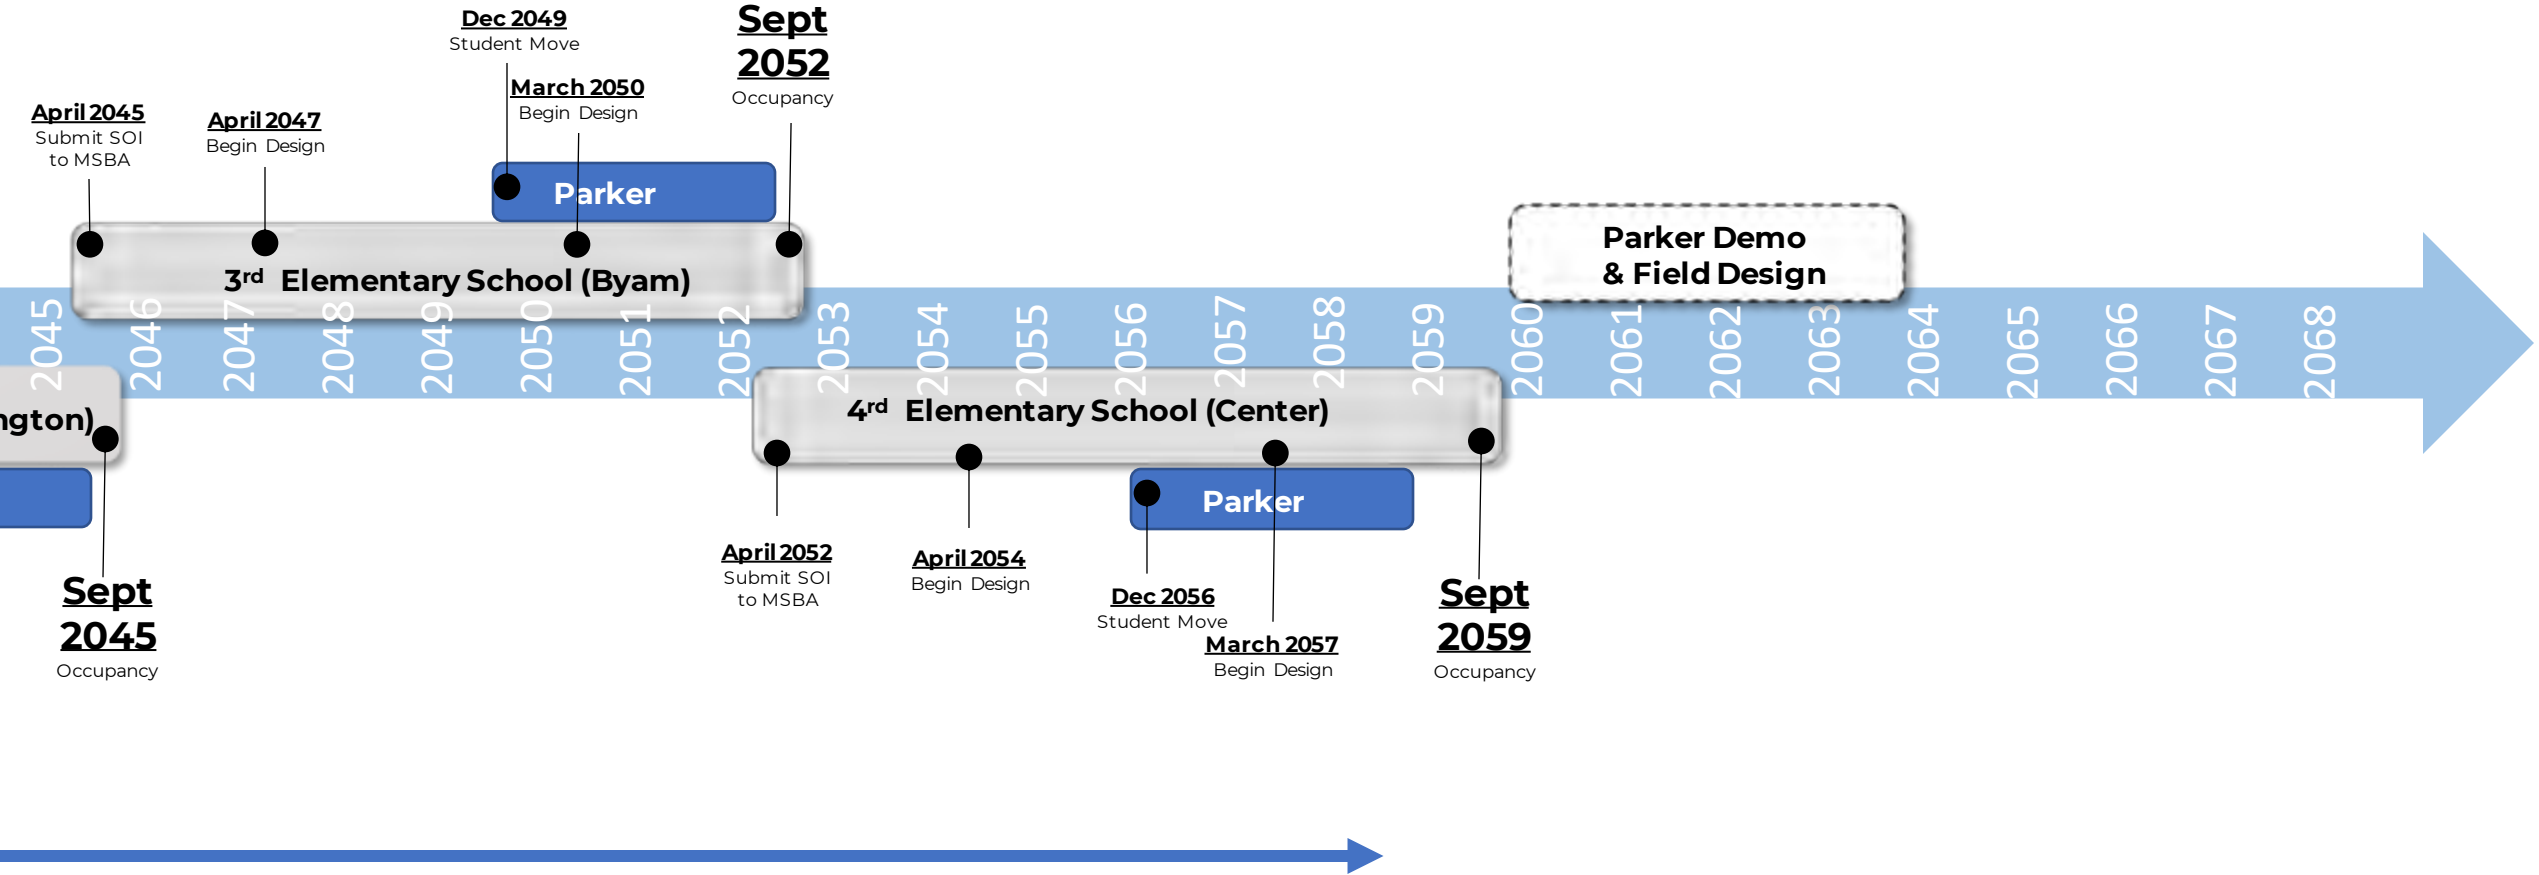 Dec 2049
Student Move
Sept
2052
Occupancy
March 2050
Begin Design
April 2045
Submit SOI
to MSBA
April 2047
Begin Design
Parker
3rd Elementary School (Byam)
Parker Demo
& Field Design
2045
2046
2047
2048
2049
2050
2051
2052
2053
2054
2055
2056
2057
2058
2059
2060
2061
2062
2063
2064
2065
2066
2067
2068
ngton)
4rd Elementary School (Center)
Parker
Sept
2045
Occupancy
April 2052
Submit SOI
to MSBA
April 2054
Begin Design
Dec 2056
Student Move
March 2057
Begin Design
Sept
2059
Occupancy